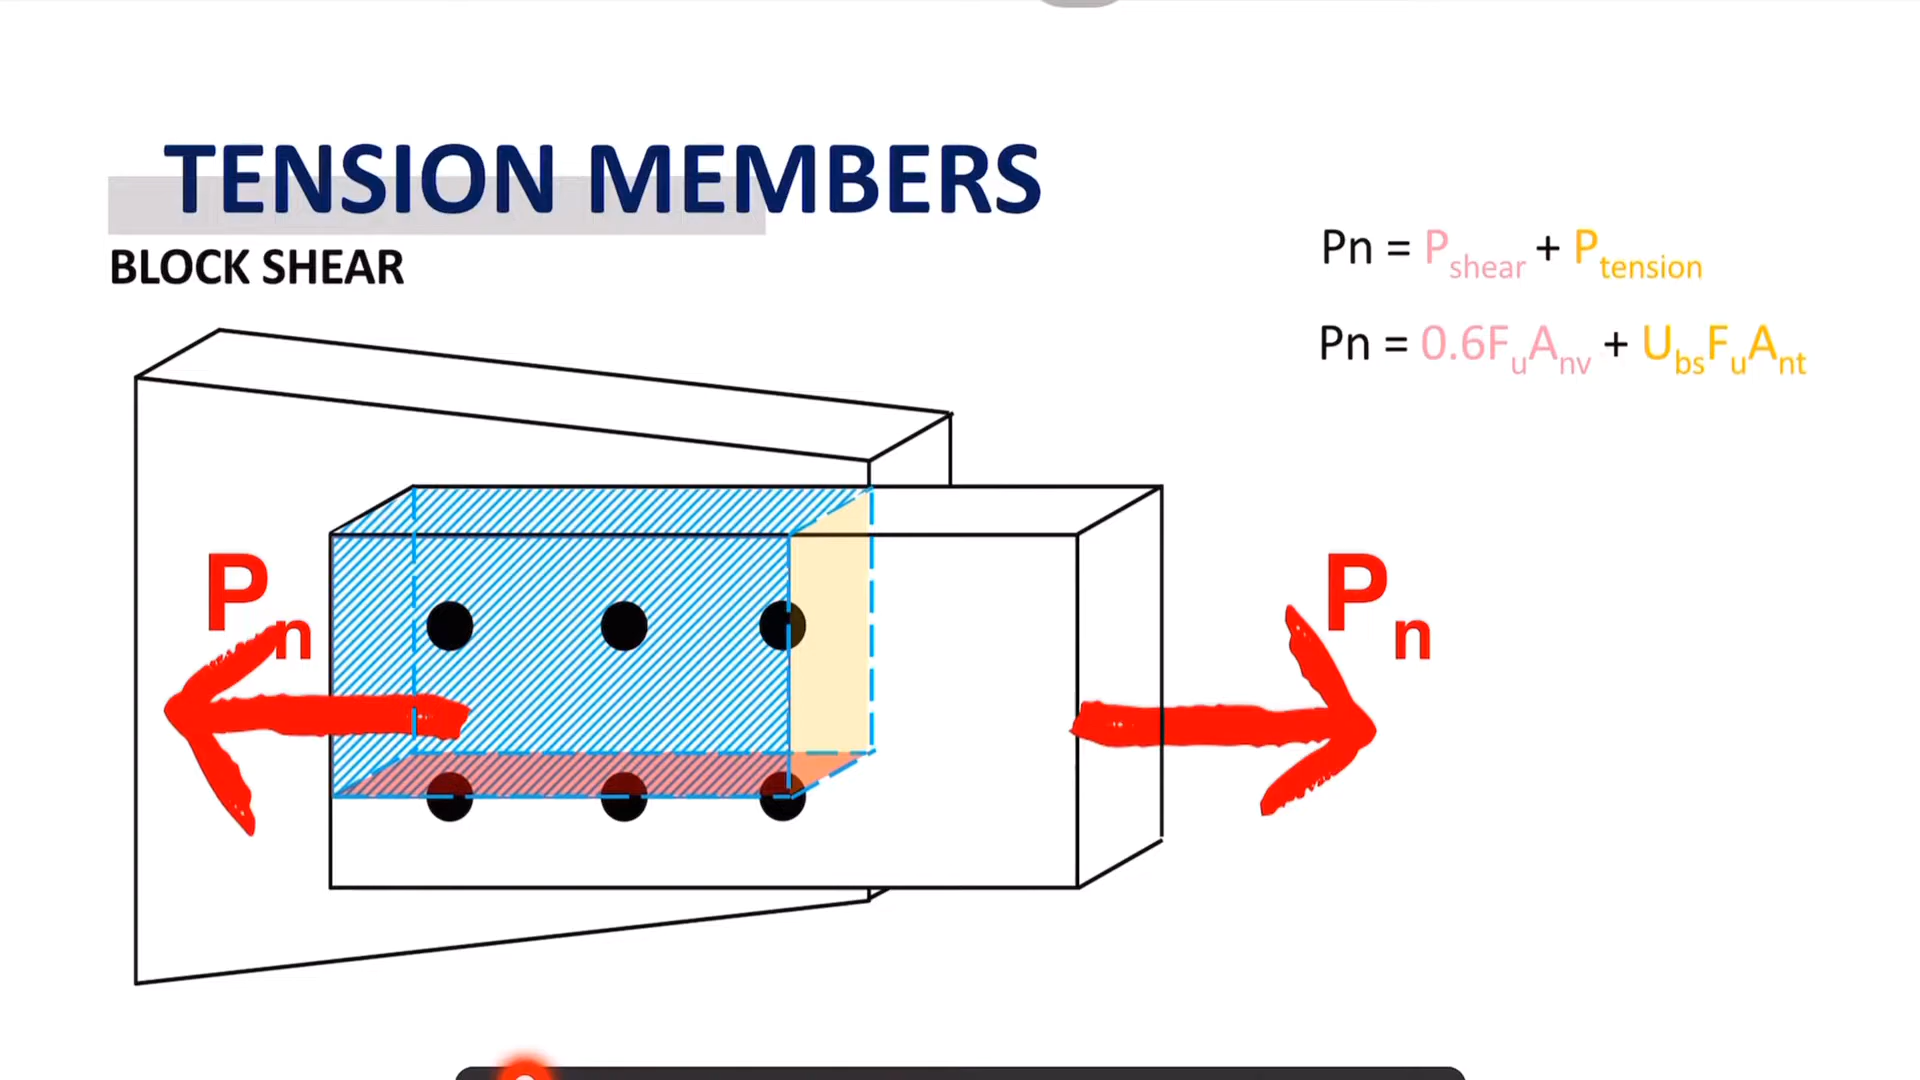 TENSION MEMBERS
BLOCK SHEAR
Pn = Pshear + Ptension
Pn = 0.6FuAnv + UbsFuAnt
Pn
Pn